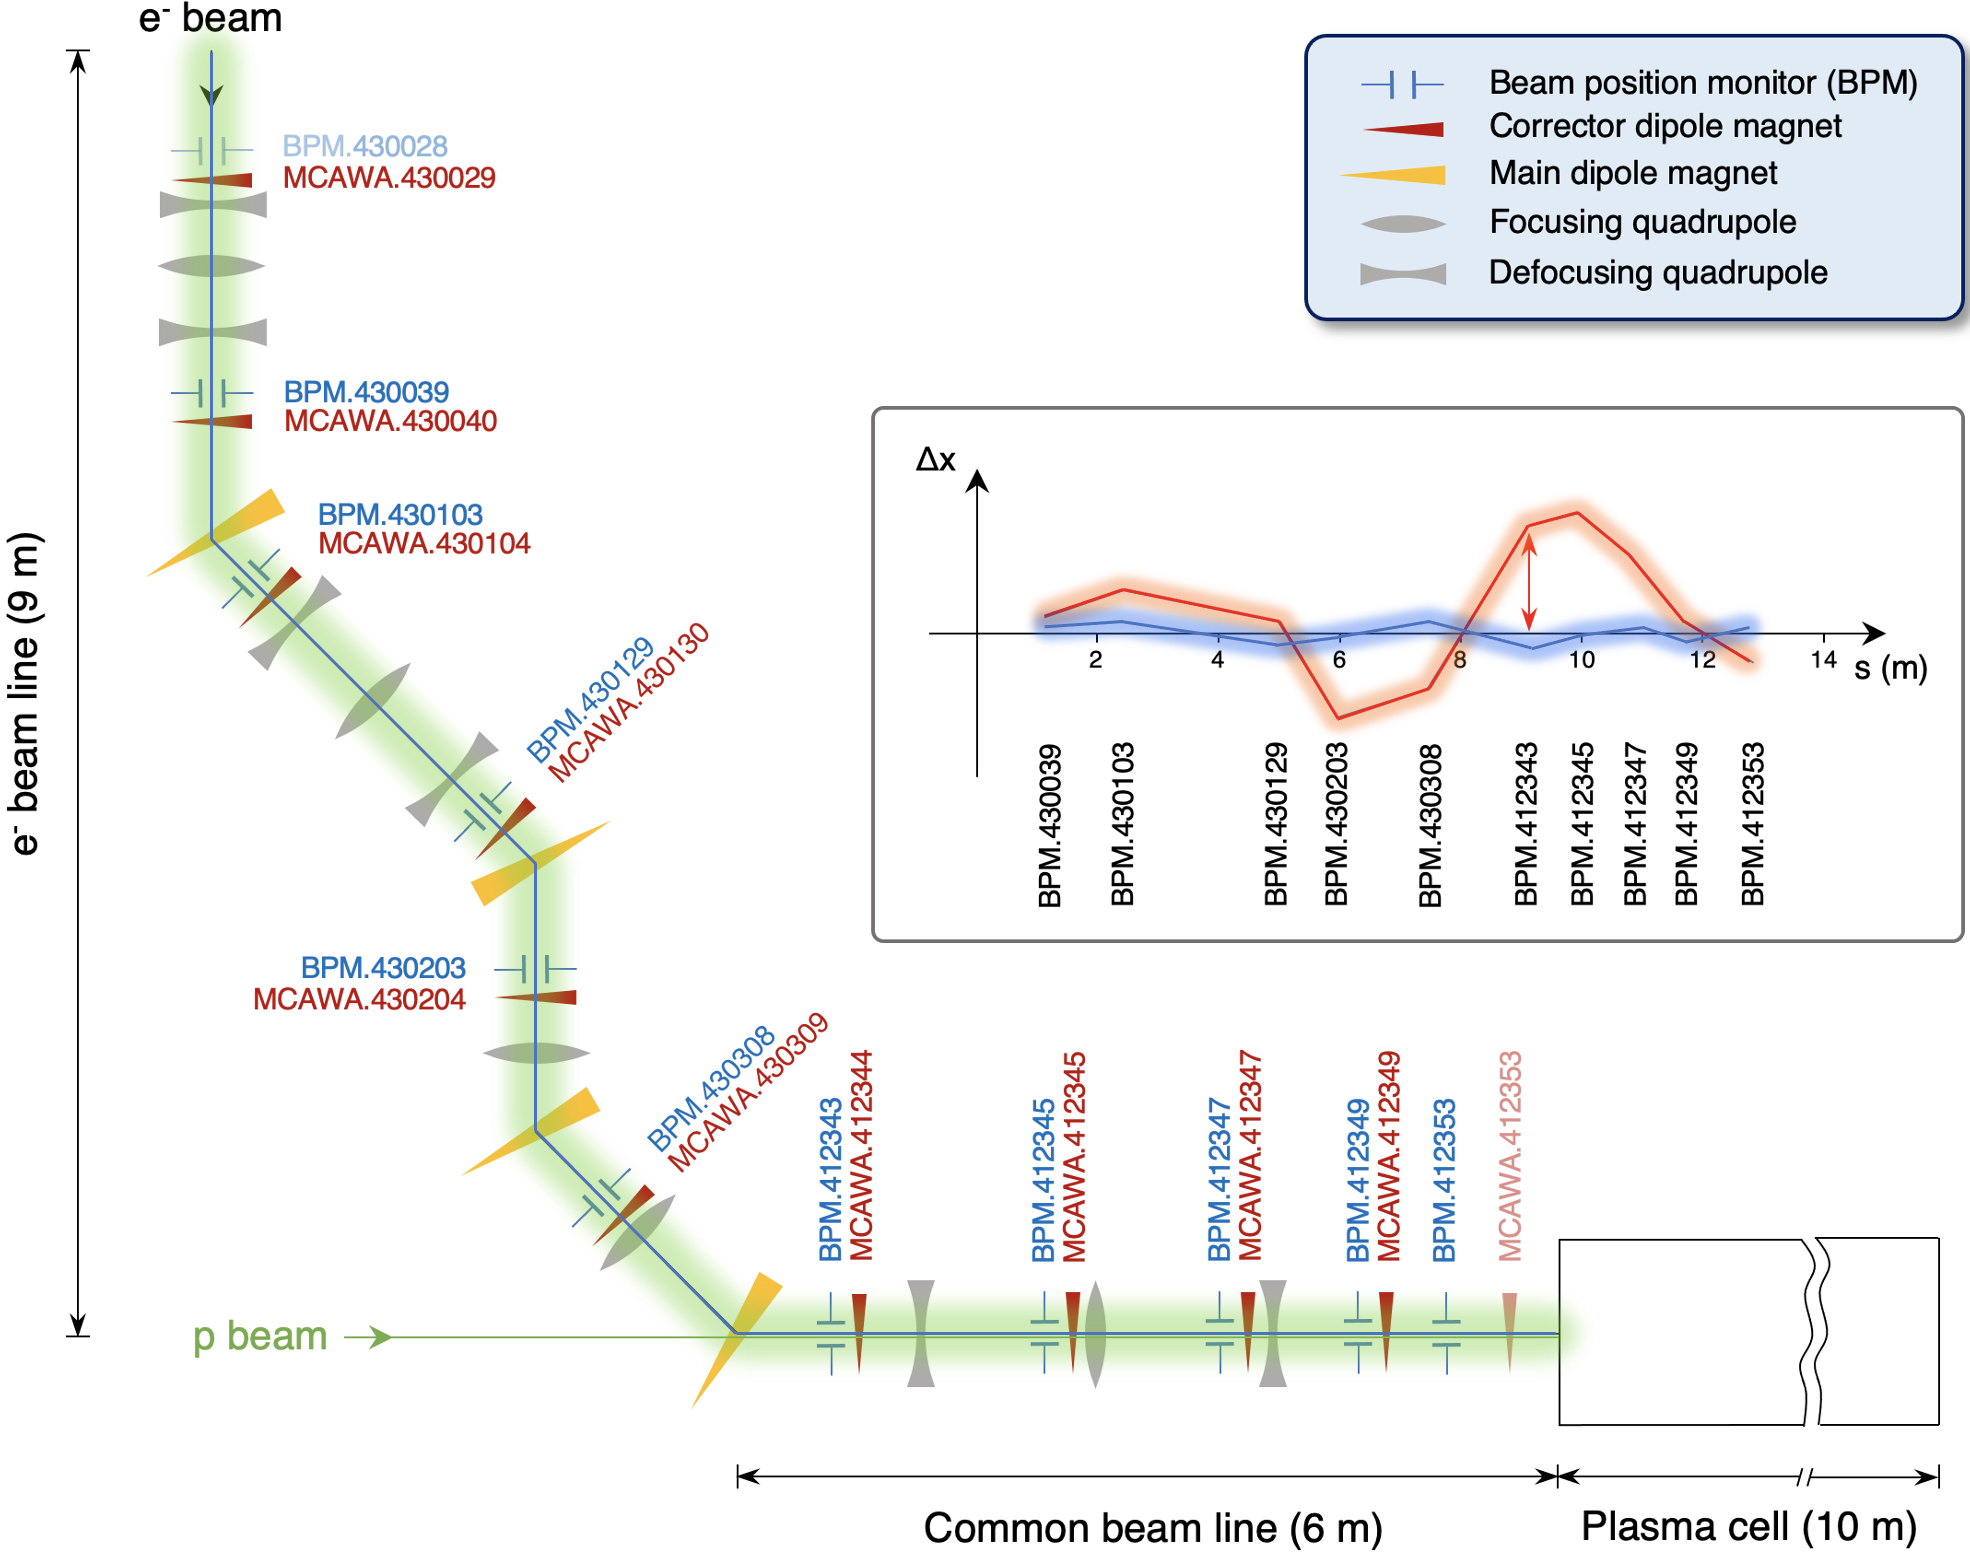 e- beam
BPM.430028
MCAWA.430029
BPM.430039
MCAWA.430040
BPM.430103
MCAWA.430104
BPM.430129
MCAWA.430130
BPM.430203
MCAWA.430204
BPM.430308
MCAWA.430309
e- beam line (9 m)
p beam
BPM.412343
MCAWA.412344
BPM.412345
MCAWA.412345
BPM.412347
MCAWA.412347
BPM.412349
MCAWA.412349
BPM.412353
MCAWA.412353
Common beam line (6 m)
Plasma cell (10 m)
Beam position monitor (BPM)
Corrector dipole magnet
Main dipole magnet
Focusing quadrupole
Defocusing quadrupole
Δx
2 4 6 8 10 12 14
s (m)
BPM.430039
BPM.430103
BPM.430129
BPM.430203
BPM.430308
BPM.412343
BPM.412345
BPM.412347
BPM.412349
BPM.412353